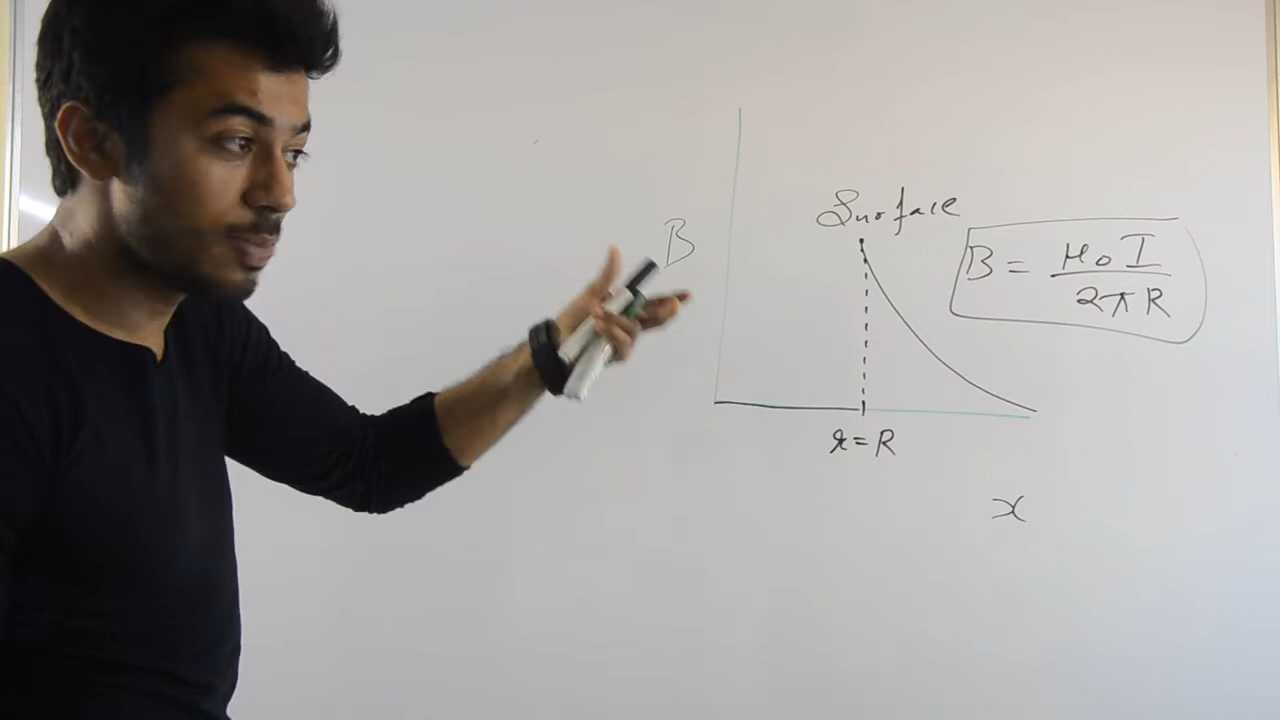 Surface
B
B = μ₀I / 2πR
r = R
x